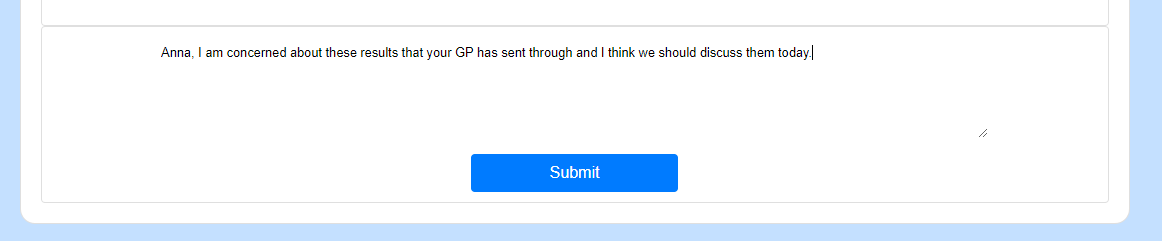 Anna, I am concerned about these results that your GP has sent through and I think we should discuss them today.
Submit